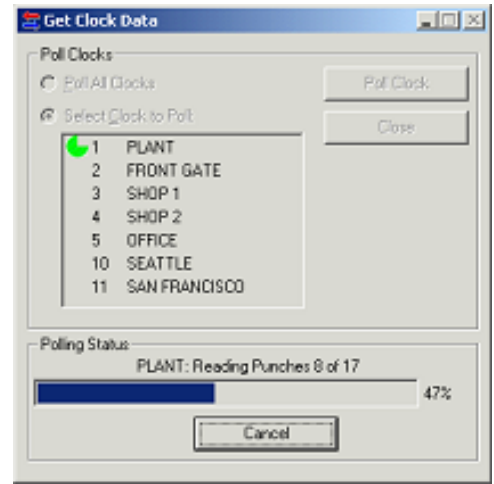 Get Clock Data
Poll Clocks
Poll All Clocks
Poll Clock
Select Clock to Poll:
Close
1 PLANT
2 FRONT GATE
3 SHOP 1
4 SHOP 2
5 OFFICE
10 SEATTLE
11 SAN FRANCISCO
Polling Status
PLANT: Reading Punches 8 of 17
47%
Cancel